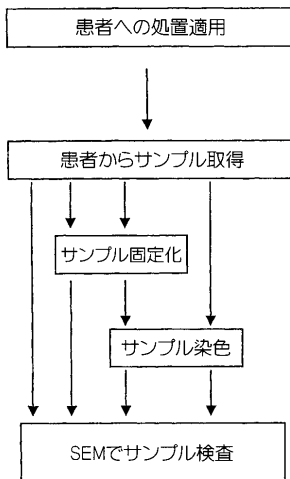 患者への処置適用
患者からサンプル取得
サンプル固定化
サンプル染色
SEMでサンプル検査